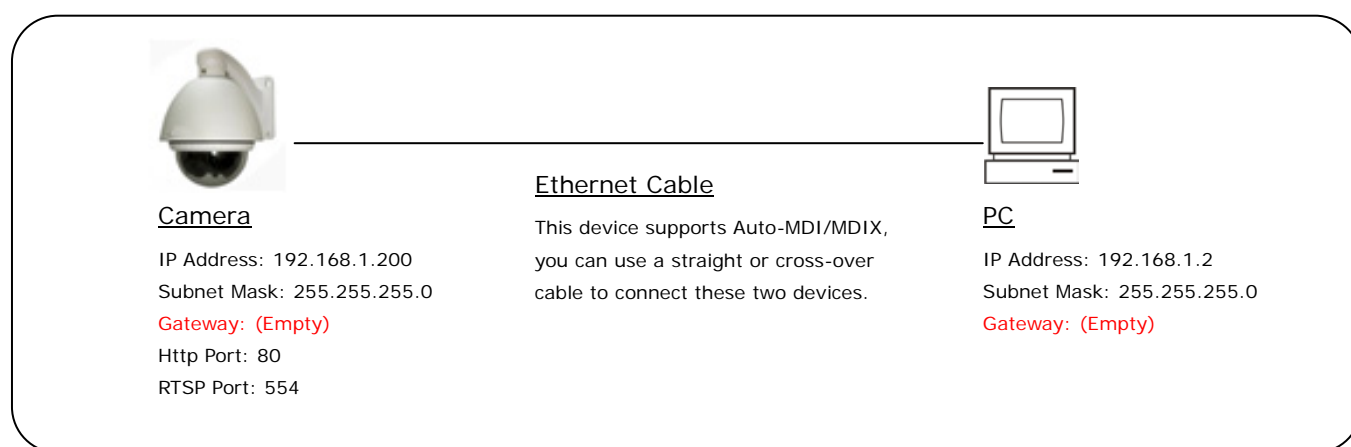 Camera
IP Address: 192.168.1.200
Subnet Mask: 255.255.255.0
Gateway: (Empty)
Http Port: 80
RTSP Port: 554
Ethernet Cable
This device supports Auto-MDI/MDIX,
you can use a straight or cross-over
cable to connect these two devices.
PC
IP Address: 192.168.1.2
Subnet Mask: 255.255.255.0
Gateway: (Empty)